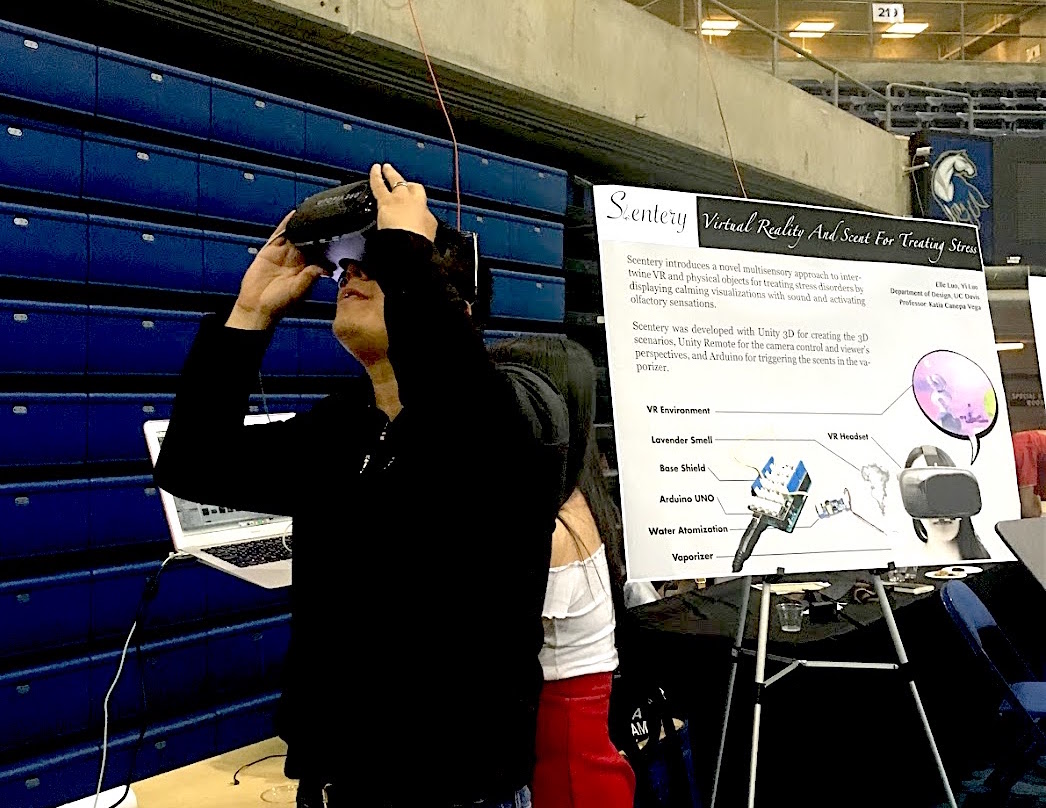 219
Scentery
Virtual Reality And Scent For Treating Stress
Scentery introduces a novel multisensory approach to inter-
twine VR and physical objects for treating stress disorders by
displaying calming visualizations with sound and activating
olfactory sensations.
Elle Luo, Yi Luo
Department of Design, UC Davis
Professor Katia Canepa Vega
Scentery was developed with Unity 3D for creating the 3D
scenarios, Unity Remote for the camera control and viewer's
perspectives, and Arduino for triggering the scents in the va-
porizer.
VR Environment
Lavender Smell
VR Headset
Base Shield
Arduino UNO
Water Atomization
Vaporizer
A
AM